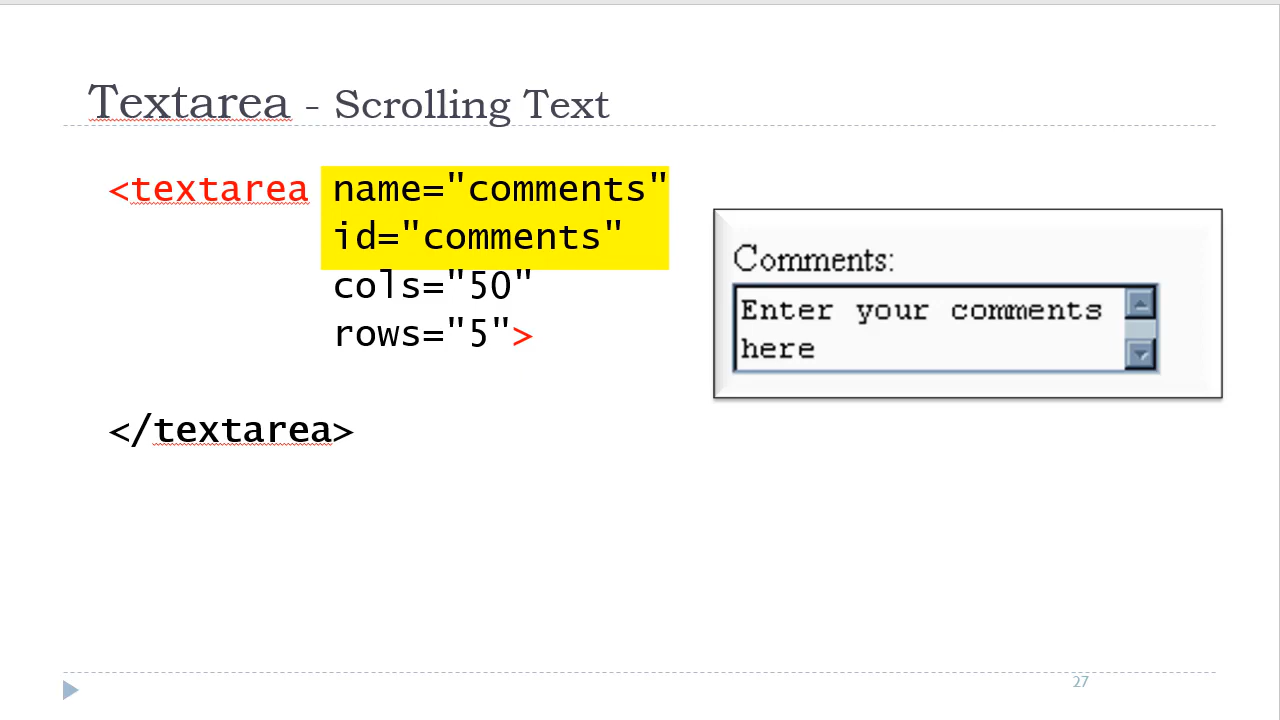 Textarea - Scrolling Text
<textarea name="comments"
id="comments"
cols="50"
rows="5">
</textarea>
Comments:
Enter your comments
here
27